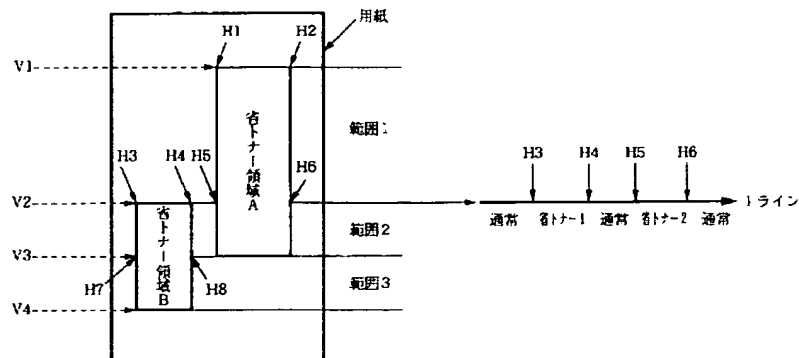 用紙
H1
H2
V1
省トナー領域A
範囲1
H3
H4
H5
H6
V2
省トナー領域B
範囲2
V3
H7
H8
範囲3
V4
H3
H4
H5
H6
1ライン
通常
省トナー1
通常
省トナー2
通常